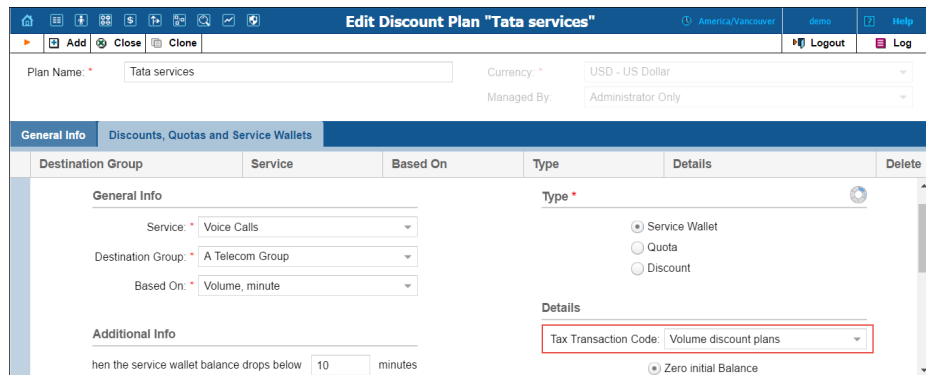 Edit Discount Plan "Tata services"
America/Vancouver
demo
? Help
Add
Close
Clone
Logout
Log
Plan Name: *
Tata services
Currency: *
USD - US Dollar
Managed By:
Administrator Only
General Info
Discounts, Quotas and Service Wallets
Destination Group
Service
Based On
Type
Details
Delete
General Info
Service: * Voice Calls
Destination Group: * A Telecom Group
Based On: * Volume, minute
Additional Info
hen the service wallet balance drops below 10 minutes
Type *
Service Wallet
Quota
Discount
Details
Tax Transaction Code: Volume discount plans
Zero initial Balance